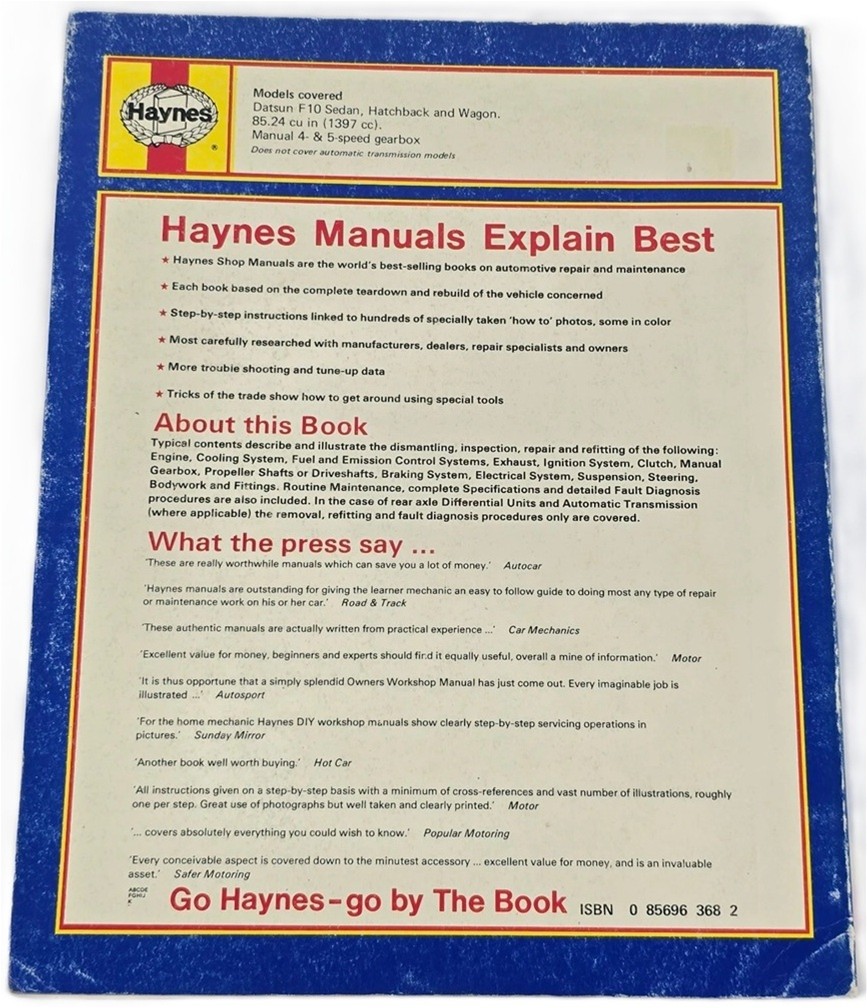 Haynes
®
Models covered
Datsun F10 Sedan, Hatchback and Wagon.
85.24 cu in (1397 cc).
Manual 4- & 5-speed gearbox
Does not cover automatic transmission models
Haynes Manuals Explain Best
★ Haynes Shop Manuals are the world's best-selling books on automotive repair and maintenance
★ Each book based on the complete teardown and rebuild of the vehicle concerned
★ Step-by-step instructions linked to hundreds of specially taken 'how to' photos, some in color
★ Most carefully researched with manufacturers, dealers, repair specialists and owners
★ More trouble shooting and tune-up data
★ Tricks of the trade show how to get around using special tools
About this Book
Typical contents describe and illustrate the dismantling, inspection, repair and refitting of the following:
Engine, Cooling System, Fuel and Emission Control Systems, Exhaust, Ignition System, Clutch, Manual
Gearbox, Propeller Shafts or Driveshafts, Braking System, Electrical System, Suspension, Steering,
Bodywork and Fittings. Routine Maintenance, complete Specifications and detailed Fault Diagnosis
procedures are also included. In the case of rear axle Differential Units and Automatic Transmission
(where applicable) the removal, refitting and fault diagnosis procedures only are covered.
What the press say ...
'These are really worthwhile manuals which can save you a lot of money.' Autocar
'Haynes manuals are outstanding for giving the learner mechanic an easy to follow guide to doing most any type of repair
or maintenance work on his or her car.' Road & Track
'These authentic manuals are actually written from practical experience ...' Car Mechanics
'Excellent value for money, beginners and experts should find it equally useful, overall a mine of information.' Motor
'It is thus opportune that a simply splendid Owners Workshop Manual has just come out. Every imaginable job is
illustrated ...' Autosport
'For the home mechanic Haynes DIY workshop manuals show clearly step-by-step servicing operations in
pictures.' Sunday Mirror
'Another book well worth buying.' Hot Car
'All instructions given on a step-by-step basis with a minimum of cross-references and vast number of illustrations, roughly
one per step. Great use of photographs but well taken and clearly printed.' Motor
'... covers absolutely everything you could wish to know.' Popular Motoring
'Every conceivable aspect is covered down to the minutest accessory ... excellent value for money, and is an invaluable
asset.' Safer Motoring
ABCDE
FGHIJ
K
Go Haynes-go by The Book
ISBN 0 85696 368 2